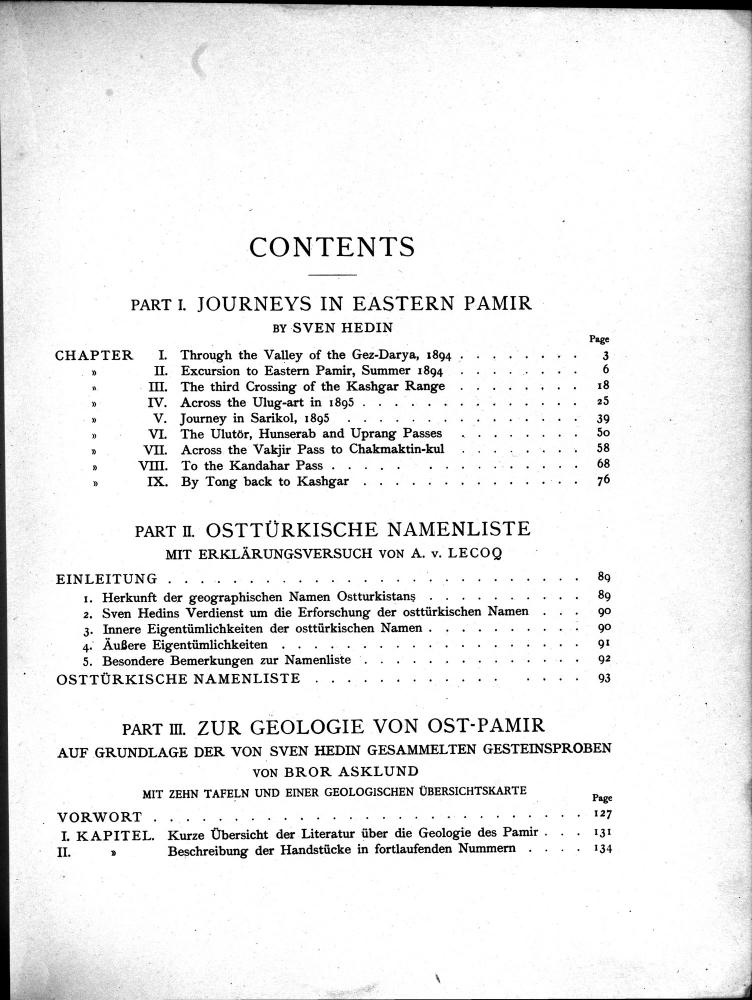 CONTENTS
PART I. JOURNEYS IN EASTERN PAMIR
BY SVEN HEDIN
Page
CHAPTER I. Through the Valley of the Gez-Darya, 1894 . . . . . . . . 3
» II. Excursion to Eastern Pamir, Summer 1894 . . . . . . . . 6
» III. The third Crossing of the Kashgar Range . . . . . . . . 18
» IV. Across the Ulug-art in 1895 . . . . . . . . . . . . . . 25
» V. Journey in Sarikol, 1895 . . . . . . . . . . . . . . . 39
» VI. The Ulutör, Hunserab and Uprang Passes . . . . . . . . 50
» VII. Across the Vakjir Pass to Chakmaktin-kul . . . . . . . . 58
» VIII. To the Kandahar Pass . . . . . . . . . . . . . . . 68
» IX. By Tong back to Kashgar . . . . . . . . . . . . . . 76
PART II. OSTTÜRKISCHE NAMENLISTE
MIT ERKLÄRUNGSVERSUCH VON A. v. LECOQ
EINLEITUNG . . . . . . . . . . . . . . . . . . . . . . . . . . 89
1. Herkunft der geographischen Namen Ostturkistans . . . . . . . . . . 89
2. Sven Hedins Verdienst um die Erforschung der osttürkischen Namen . . . 90
3. Innere Eigentümlichkeiten der osttürkischen Namen . . . . . . . . . . 90
4. Äußere Eigentümlichkeiten . . . . . . . . . . . . . . . . . . . 91
5. Besondere Bemerkungen zur Namenliste . . . . . . . . . . . . . . 92
OSTTÜRKISCHE NAMENLISTE . . . . . . . . . . . . . . . . 93
PART III. ZUR GEOLOGIE VON OST-PAMIR
AUF GRUNDLAGE DER VON SVEN HEDIN GESAMMELTEN GESTEINSPROBEN
VON BROR ASKLUND
MIT ZEHN TAFELN UND EINER GEOLOGISCHEN ÜBERSICHTSKARTE
Page
VORWORT . . . . . . . . . . . . . . . . . . . . . . . . . . . 127
I. KAPITEL. Kurze Übersicht der Literatur über die Geologie des Pamir . . . 131
II. » Beschreibung der Handstücke in fortlaufenden Nummern . . . . 134